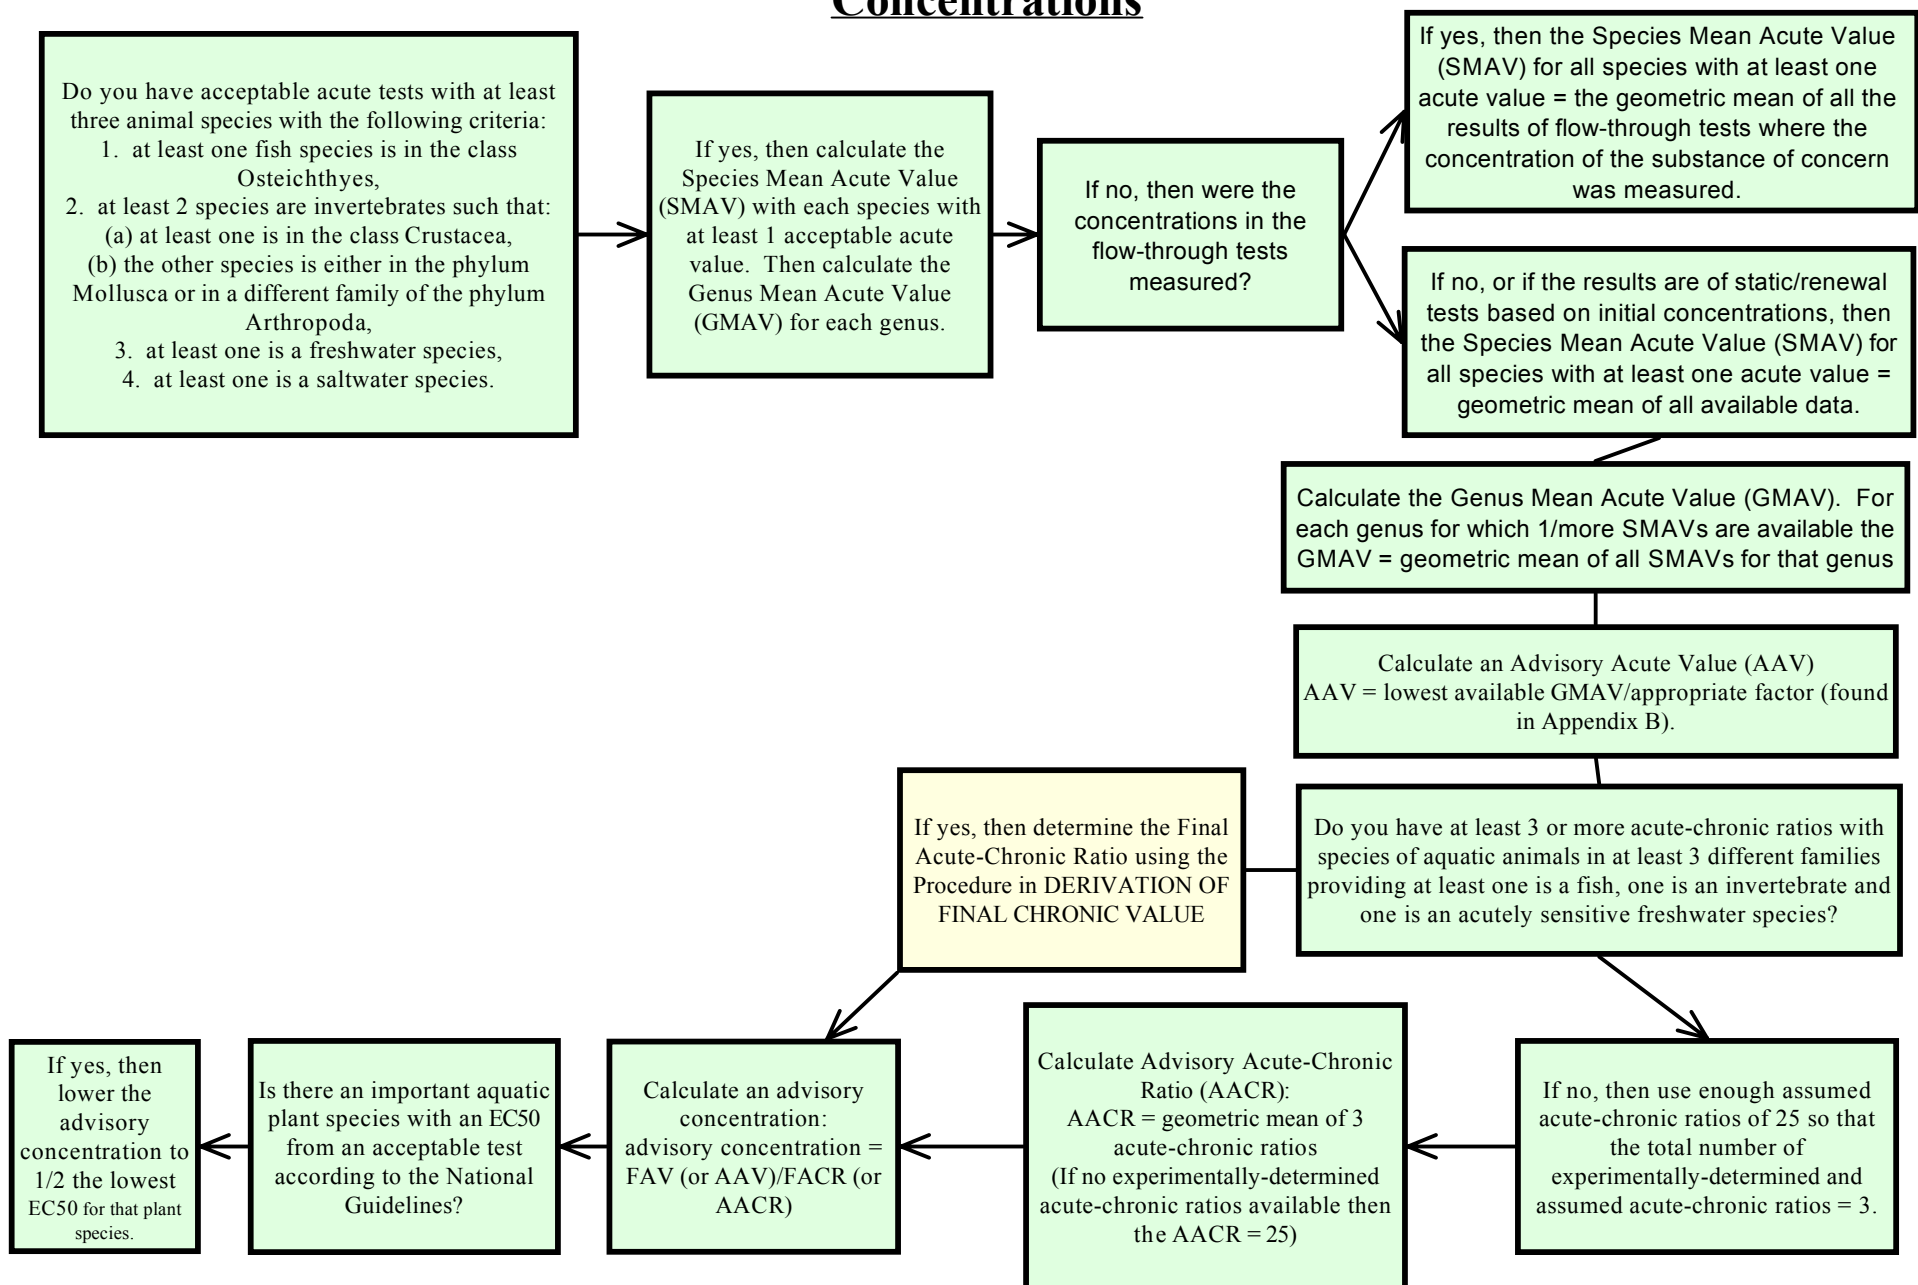 Concentrations
Do you have acceptable acute tests with at least
three animal species with the following criteria:
1. at least one fish species is in the class
Osteichthyes,
2. at least 2 species are invertebrates such that:
(a) at least one is in the class Crustacea,
(b) the other species is either in the phylum
Mollusca or in a different family of the phylum
Arthropoda,
3. at least one is a freshwater species,
4. at least one is a saltwater species.
If yes, then calculate the
Species Mean Acute Value
(SMAV) with each species with
at least 1 acceptable acute
value. Then calculate the
Genus Mean Acute Value
(GMAV) for each genus.
If no, then were the
concentrations in the
flow-through tests
measured?
If yes, then the Species Mean Acute Value
(SMAV) for all species with at least one
acute value = the geometric mean of all the
results of flow-through tests where the
concentration of the substance of concern
was measured.
If no, or if the results are of static/renewal
tests based on initial concentrations, then
the Species Mean Acute Value (SMAV) for
all species with at least one acute value =
geometric mean of all available data.
Calculate the Genus Mean Acute Value (GMAV). For
each genus for which 1/more SMAVs are available the
GMAV = geometric mean of all SMAVs for that genus
Calculate an Advisory Acute Value (AAV)
AAV = lowest available GMAV/appropriate factor (found
in Appendix B).
Do you have at least 3 or more acute-chronic ratios with
species of aquatic animals in at least 3 different families
providing at least one is a fish, one is an invertebrate and
one is an acutely sensitive freshwater species?
If yes, then determine the Final
Acute-Chronic Ratio using the
Procedure in DERIVATION OF
FINAL CHRONIC VALUE
If no, then use enough assumed
acute-chronic ratios of 25 so that
the total number of
experimentally-determined and
assumed acute-chronic ratios = 3.
Calculate Advisory Acute-Chronic
Ratio (AACR):
AACR = geometric mean of 3
acute-chronic ratios
(If no experimentally-determined
acute-chronic ratios available then
the AACR = 25)
Calculate an advisory
concentration:
advisory concentration =
FAV (or AAV)/FACR (or
AACR)
Is there an important aquatic
plant species with an EC50
from an acceptable test
according to the National
Guidelines?
If yes, then
lower the
advisory
concentration to
1/2 the lowest
EC50 for that plant
species.